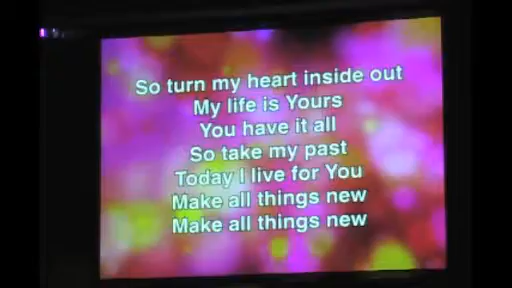 So turn my heart inside out
My life is Yours
You have it all
So take my past
Today I live for You
Make all things new
Make all things new